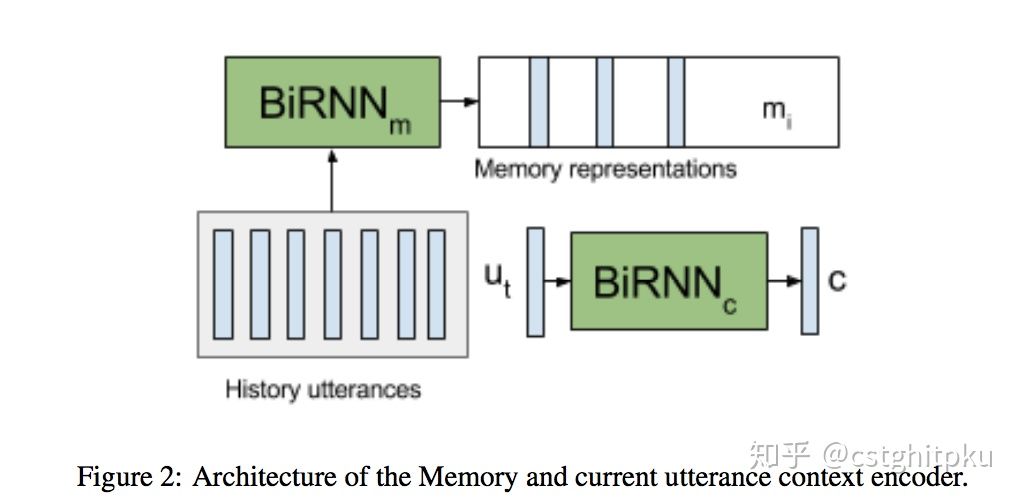 BiRNN_m
m_i
Memory representations
u_t
BiRNN_c
c
History utterances
知乎 @cstghitpku
Figure 2: Architecture of the Memory and current utterance context encoder.